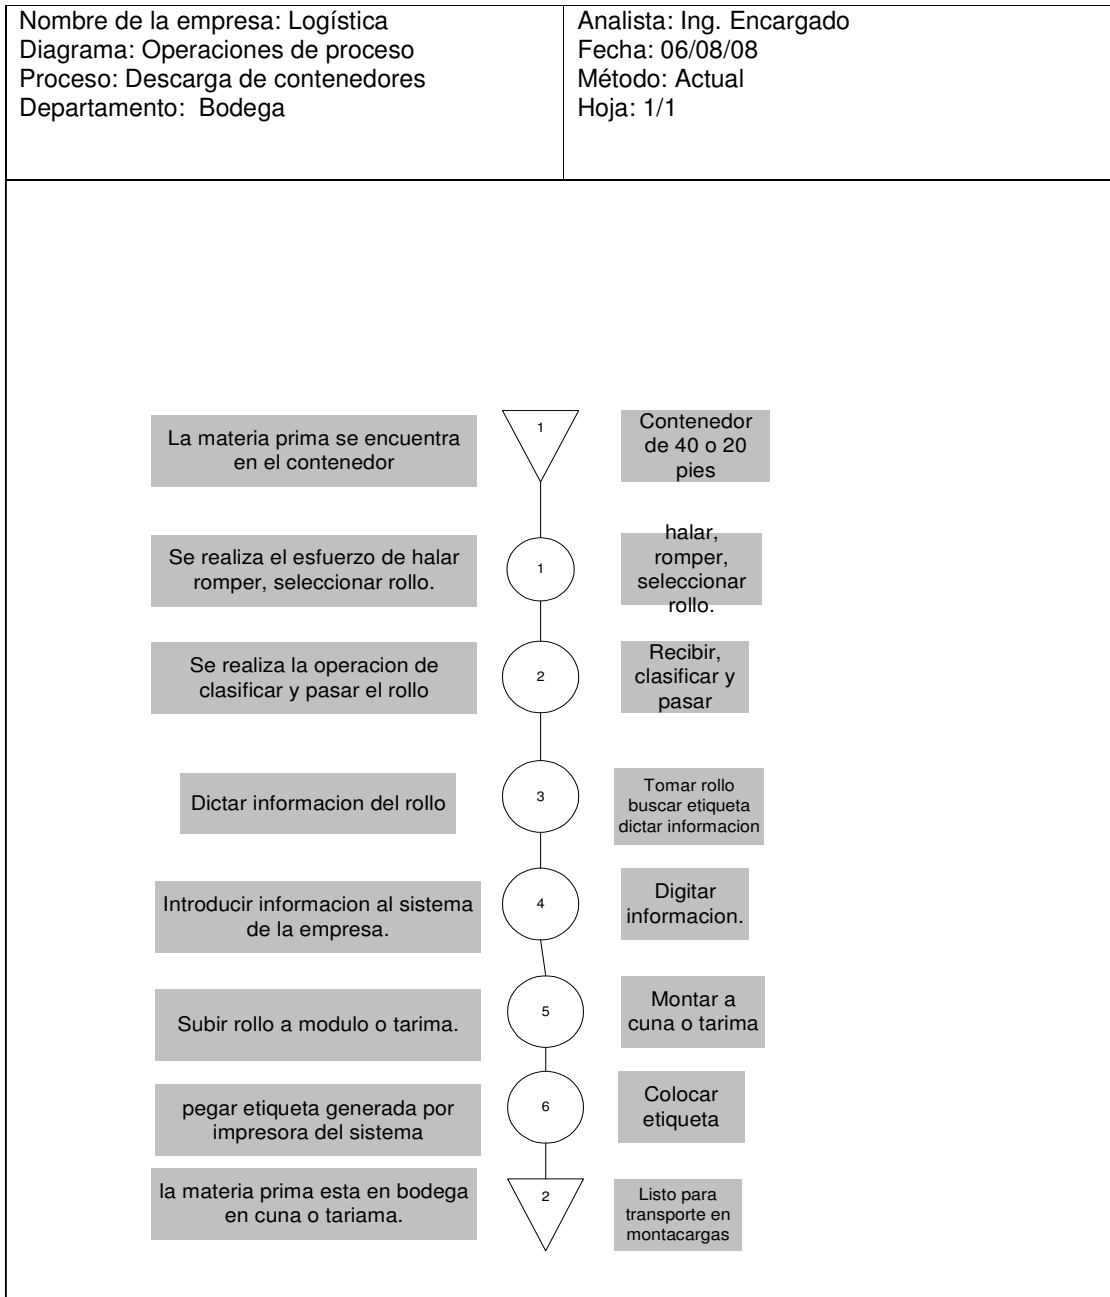 Nombre de la empresa: Logística
Diagrama: Operaciones de proceso
Proceso: Descarga de contenedores
Departamento:  Bodega
Analista: Ing. Encargado
Fecha: 06/08/08
Método: Actual
Hoja: 1/1
La materia prima se encuentra
en el contenedor
1
Contenedor
de 40 o 20
pies
Se realiza el esfuerzo de halar
romper, seleccionar rollo.
1
halar,
romper,
seleccionar
rollo.
Se realiza la operacion de
clasificar y pasar el rollo
2
Recibir,
clasificar y
pasar
Dictar informacion del rollo
3
Tomar rollo
buscar etiqueta
dictar informacion
Introducir informacion al sistema
de la empresa.
4
Digitar
informacion.
Subir rollo a modulo o tarima.
5
Montar a
cuna o tarima
pegar etiqueta generada por
impresora del sistema
6
Colocar
etiqueta
la materia prima esta en bodega
en cuna o tariama.
2
Listo para
transporte en
montacargas